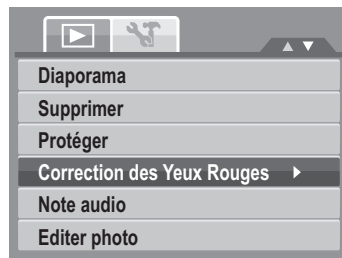 Diaporama
Supprimer
Protéger
Correction des Yeux Rouges
Note audio
Editer photo